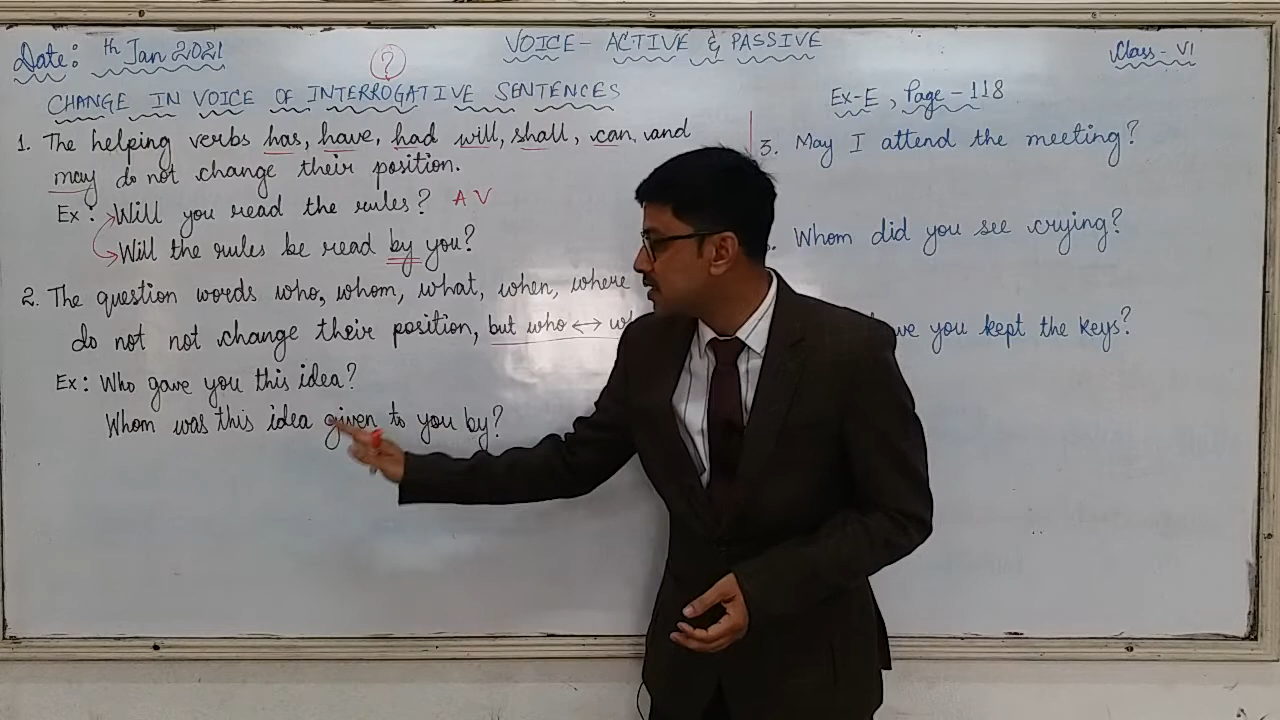 Date: th Jan 2021
VOICE - ACTIVE & PASSIVE
Class - VI
?
CHANGE IN VOICE OF INTERROGATIVE SENTENCES
1. The helping verbs has, have, had will, shall, can, and
may do not change their position.
Ex: Will you read the rules? A V
Will the rules be read by you?
2. The question words who, whom, what, when, where
do not not change their position, but who ↔
Ex: Who gave you this idea?
Whom was this idea given to you by?
Ex-E, Page - 118
3. May I attend the meeting?
Whom did you see crying?
you kept the keys?